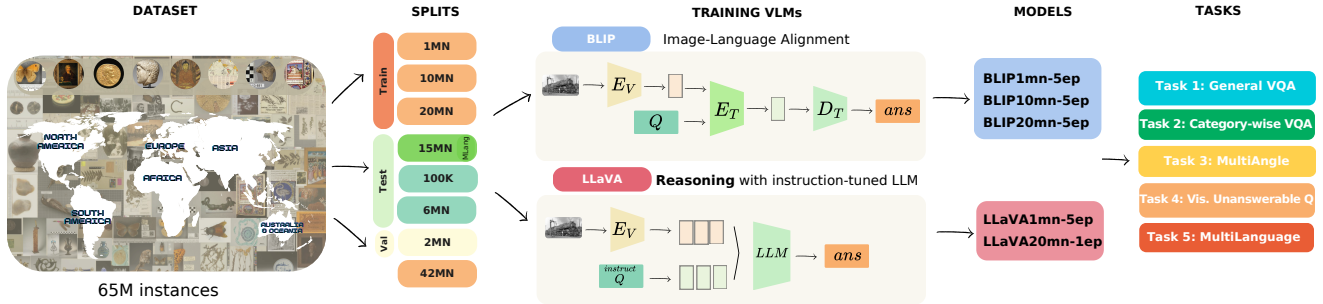 DATASET
SPLITS
TRAINING VLMs
MODELS
TASKS
NORTH
AMERICA
EUROPE
ASIA
AFRICA
SOUTH
AMERICA
AUSTRALIA
& OCEANIA
65M instances
Train
1MN
10MN
20MN
Test
15MN
MLang
100K
6MN
Val
2MN
42MN
BLIP
Image-Language Alignment
E_V
Q
E_T
D_T
ans
LLaVA
Reasoning with instruction-tuned LLM
E_V
instruct
Q
LLM
ans
BLIP1mn-5ep
BLIP10mn-5ep
BLIP20mn-5ep
LLaVA1mn-5ep
LLaVA20mn-1ep
Task 1: General VQA
Task 2: Category-wise VQA
Task 3: MultiAngle
Task 4: Vis. Unanswerable Q
Task 5: MultiLanguage